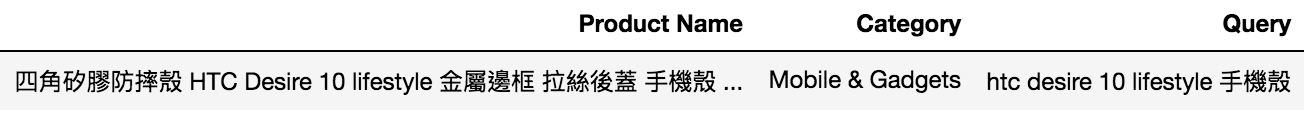 Product Name Category Query
四角矽膠防摔殼 HTC Desire 10 lifestyle 金屬邊框 拉絲後蓋 手機殼 ... Mobile & Gadgets htc desire 10 lifestyle 手機殼